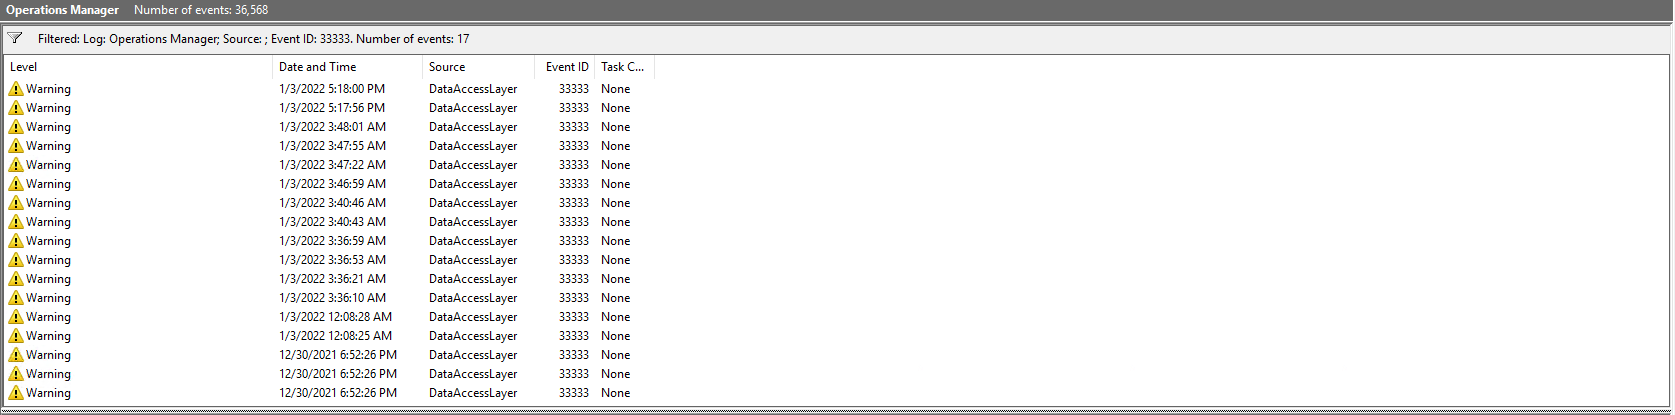 Operations Manager Number of events: 36,568
Filtered: Log: Operations Manager; Source: ; Event ID: 33333. Number of events: 17
Level Date and Time Source Event ID Task C...
Warning 1/3/2022 5:18:00 PM DataAccessLayer 33333 None
Warning 1/3/2022 5:17:56 PM DataAccessLayer 33333 None
Warning 1/3/2022 3:48:01 AM DataAccessLayer 33333 None
Warning 1/3/2022 3:47:55 AM DataAccessLayer 33333 None
Warning 1/3/2022 3:47:22 AM DataAccessLayer 33333 None
Warning 1/3/2022 3:46:59 AM DataAccessLayer 33333 None
Warning 1/3/2022 3:40:46 AM DataAccessLayer 33333 None
Warning 1/3/2022 3:40:43 AM DataAccessLayer 33333 None
Warning 1/3/2022 3:36:59 AM DataAccessLayer 33333 None
Warning 1/3/2022 3:36:53 AM DataAccessLayer 33333 None
Warning 1/3/2022 3:36:21 AM DataAccessLayer 33333 None
Warning 1/3/2022 3:36:10 AM DataAccessLayer 33333 None
Warning 1/3/2022 12:08:28 AM DataAccessLayer 33333 None
Warning 1/3/2022 12:08:25 AM DataAccessLayer 33333 None
Warning 12/30/2021 6:52:26 PM DataAccessLayer 33333 None
Warning 12/30/2021 6:52:26 PM DataAccessLayer 33333 None
Warning 12/30/2021 6:52:26 PM DataAccessLayer 33333 None